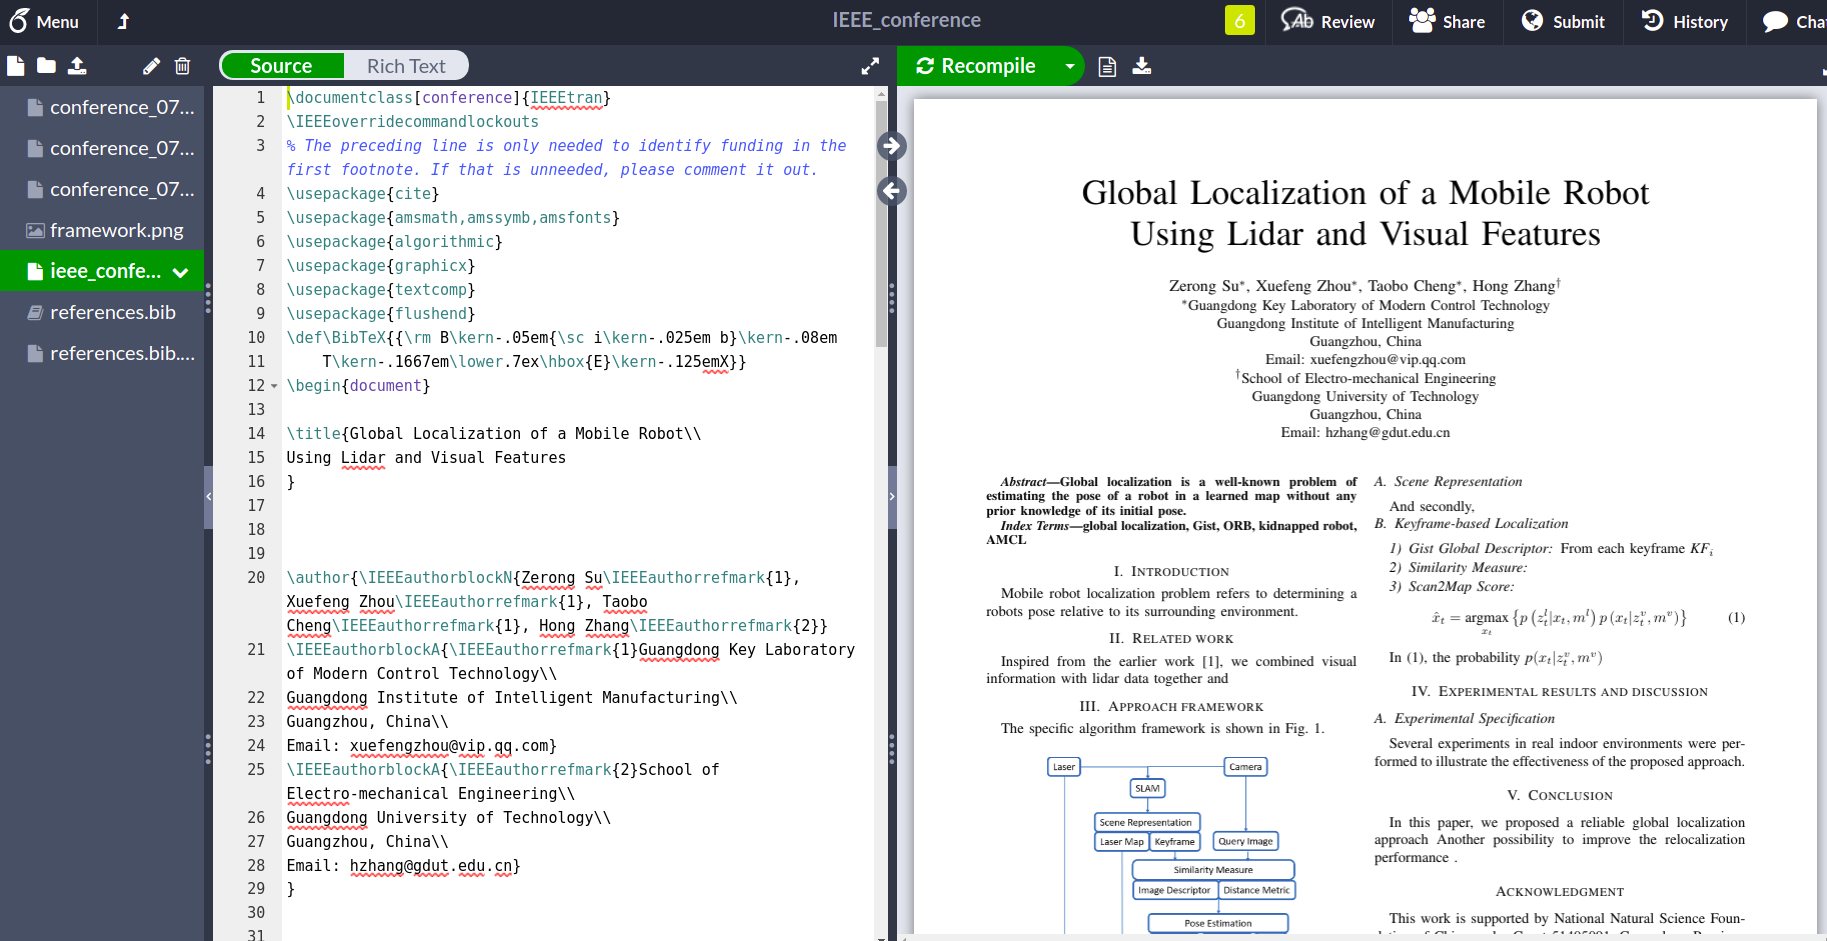 Menu
IEEE_conference
6
Review
Share
Submit
History
Source
Rich Text
Recompile
conference_07...
conference_07...
conference_07...
framework.png
ieee_confe...
references.bib
references.bib....
1 \documentclass[conference]{IEEEtran}
2 \IEEEoverridecommandlockouts
3 % The preceding line is only needed to identify funding in the
first footnote. If that is unneeded, please comment it out.
4 \usepackage{cite}
5 \usepackage{amsmath,amssymb,amsfonts}
6 \usepackage{algorithmic}
7 \usepackage{graphicx}
8 \usepackage{textcomp}
9 \usepackage{flushend}
10 \def\BibTeX{{\rm B\kern-.05em{\sc i\kern-.025em b}\kern-.08em
11 T\kern-.1667em\lower.7ex\hbox{E}\kern-.125emX}}
12 \begin{document}
13
14 \title{Global Localization of a Mobile Robot\\
15 Using Lidar and Visual Features
16 }
17
18
19
20 \author{\IEEEauthorblockN{Zerong Su\IEEEauthorrefmark{1},
Xuefeng Zhou\IEEEauthorrefmark{1}, Taobo
Cheng\IEEEauthorrefmark{1}, Hong Zhang\IEEEauthorrefmark{2}}
21 \IEEEauthorblockA{\IEEEauthorrefmark{1}Guangdong Key Laboratory
of Modern Control Technology\\
22 Guangdong Institute of Intelligent Manufacturing\\
23 Guangzhou, China\\
24 Email: xuefengzhou@vip.qq.com}
25 \IEEEauthorblockA{\IEEEauthorrefmark{2}School of
Electro-mechanical Engineering\\
26 Guangdong University of Technology\\
27 Guangzhou, China\\
28 Email: hzhang@gdut.edu.cn}
29 }
30
31
Global Localization of a Mobile Robot
Using Lidar and Visual Features
Zerong Su*, Xuefeng Zhou*, Taobo Cheng*, Hong Zhang†
*Guangdong Key Laboratory of Modern Control Technology
Guangdong Institute of Intelligent Manufacturing
Guangzhou, China
Email: xuefengzhou@vip.qq.com
†School of Electro-mechanical Engineering
Guangdong University of Technology
Guangzhou, China
Email: hzhang@gdut.edu.cn
Abstract—Global localization is a well-known problem of
estimating the pose of a robot in a learned map without any
prior knowledge of its initial pose.
Index Terms—global localization, Gist, ORB, kidnapped robot,
AMCL
I. INTRODUCTION
Mobile robot localization problem refers to determining a
robots pose relative to its surrounding environment.
II. RELATED WORK
Inspired from the earlier work [1], we combined visual
information with lidar data together and
III. APPROACH FRAMEWORK
The specific algorithm framework is shown in Fig. 1.
Laser
Camera
SLAM
Scene Representation
Laser Map
Keyframe
Query Image
Similarity Measure
Image Descriptor
Distance Metric
Pose Estimation
A. Scene Representation
And secondly,
B. Keyframe-based Localization
1) Gist Global Descriptor: From each keyframe KF_i
2) Similarity Measure:
3) Scan2Map Score:
x̂_t = argmax_{x_t} {p (z_t^l|x_t, m^l) p (x_t|z_t^v, m^v)} (1)
In (1), the probability p(x_t|z_t^v, m^v)
IV. EXPERIMENTAL RESULTS AND DISCUSSION
A. Experimental Specification
Several experiments in real indoor environments were per-
formed to illustrate the effectiveness of the proposed approach.
V. CONCLUSION
In this paper, we proposed a reliable global localization
approach Another possibility to improve the relocalization
performance .
ACKNOWLEDGMENT
This work is supported by National Natural Science Foun-